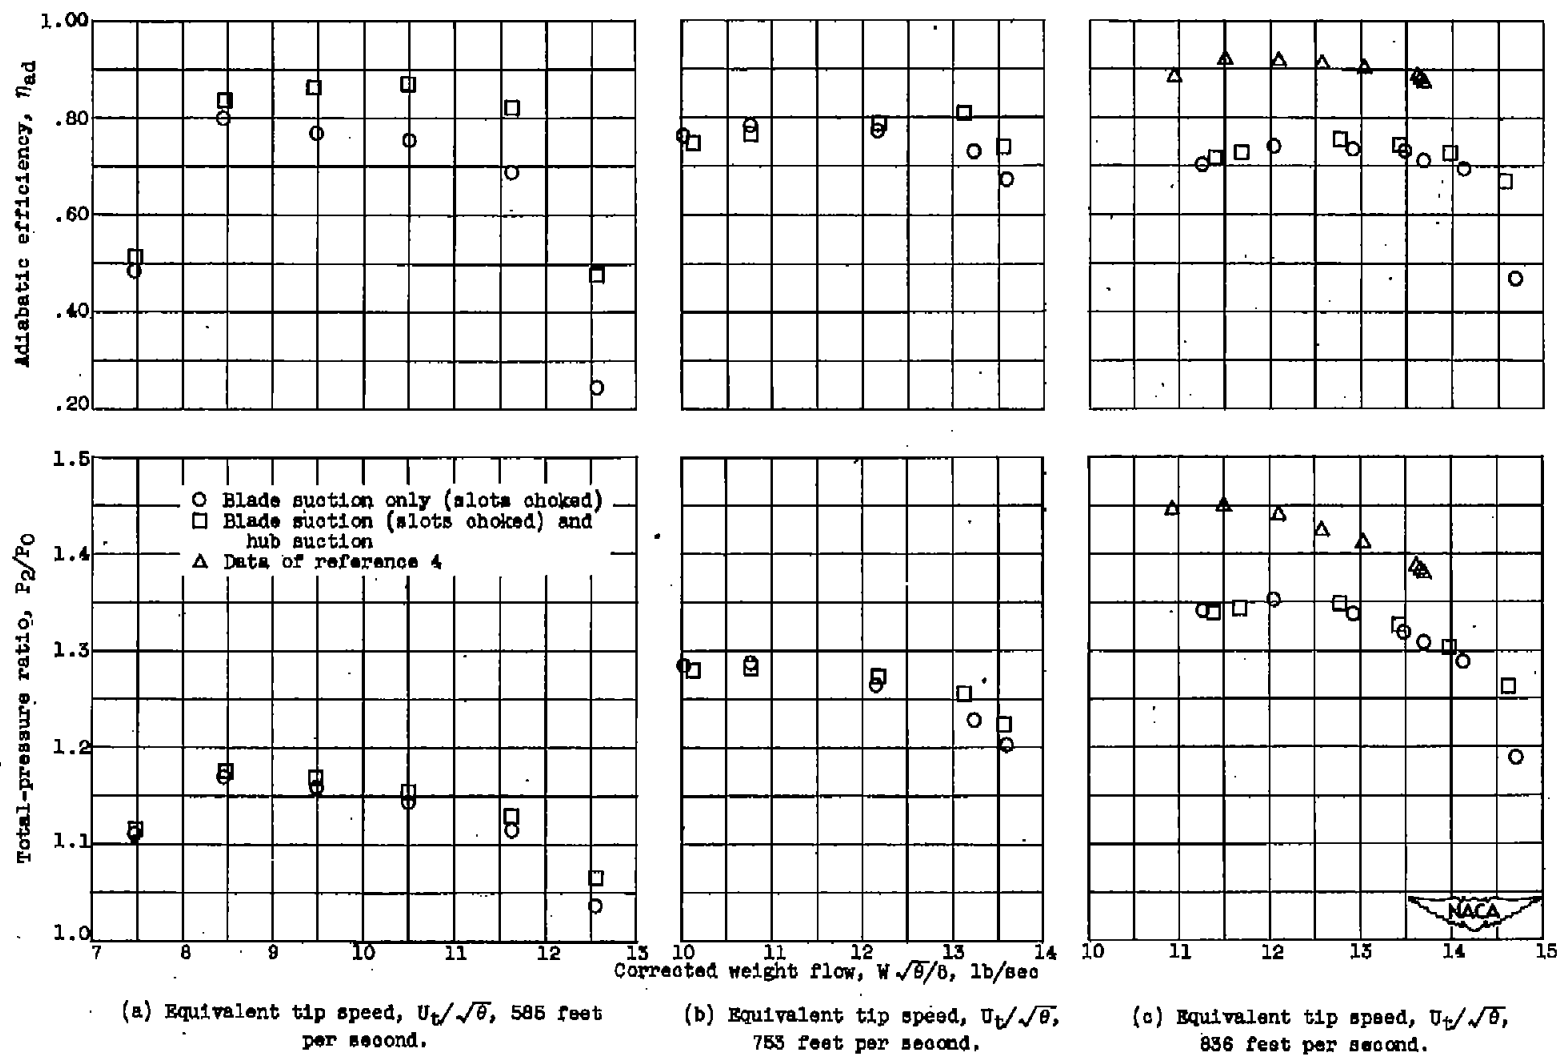 1.00
.80
.60
.40
.20
Adiabatic efficiency, ηad
1.5
1.4
1.3
1.2
1.1
1.0
Total-pressure ratio, P2/P0
O Blade suction only (slots choked)
□ Blade suction (slots choked) and
hub suction
△ Data of reference 4
NACA
7 8 9 10 11 12 13
10 11 12 13 14
10 11 12 13 14 15
Corrected weight flow, W √θ/δ, lb/sec
(a) Equivalent tip speed, Ut/√θ, 585 feet
per second.
(b) Equivalent tip speed, Ut/√θ,
753 feet per second.
(c) Equivalent tip speed, Ut/√θ,
836 feet per second.